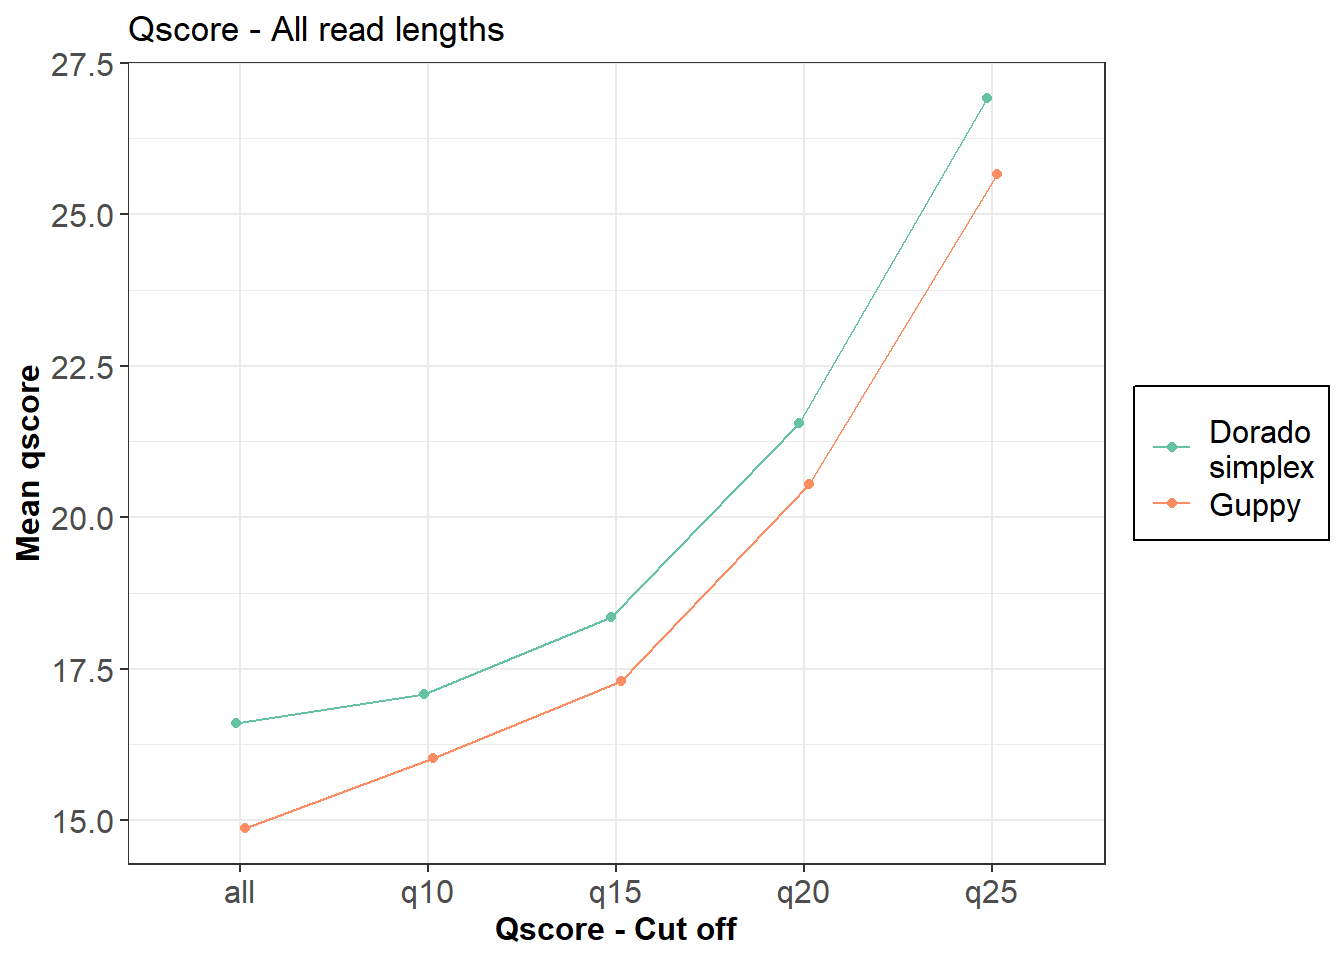 Qscore - All read lengths
27.5
25.0
22.5
20.0
17.5
15.0
Mean qscore
all
q10
q15
q20
q25
Qscore - Cut off
Dorado
simplex
Guppy